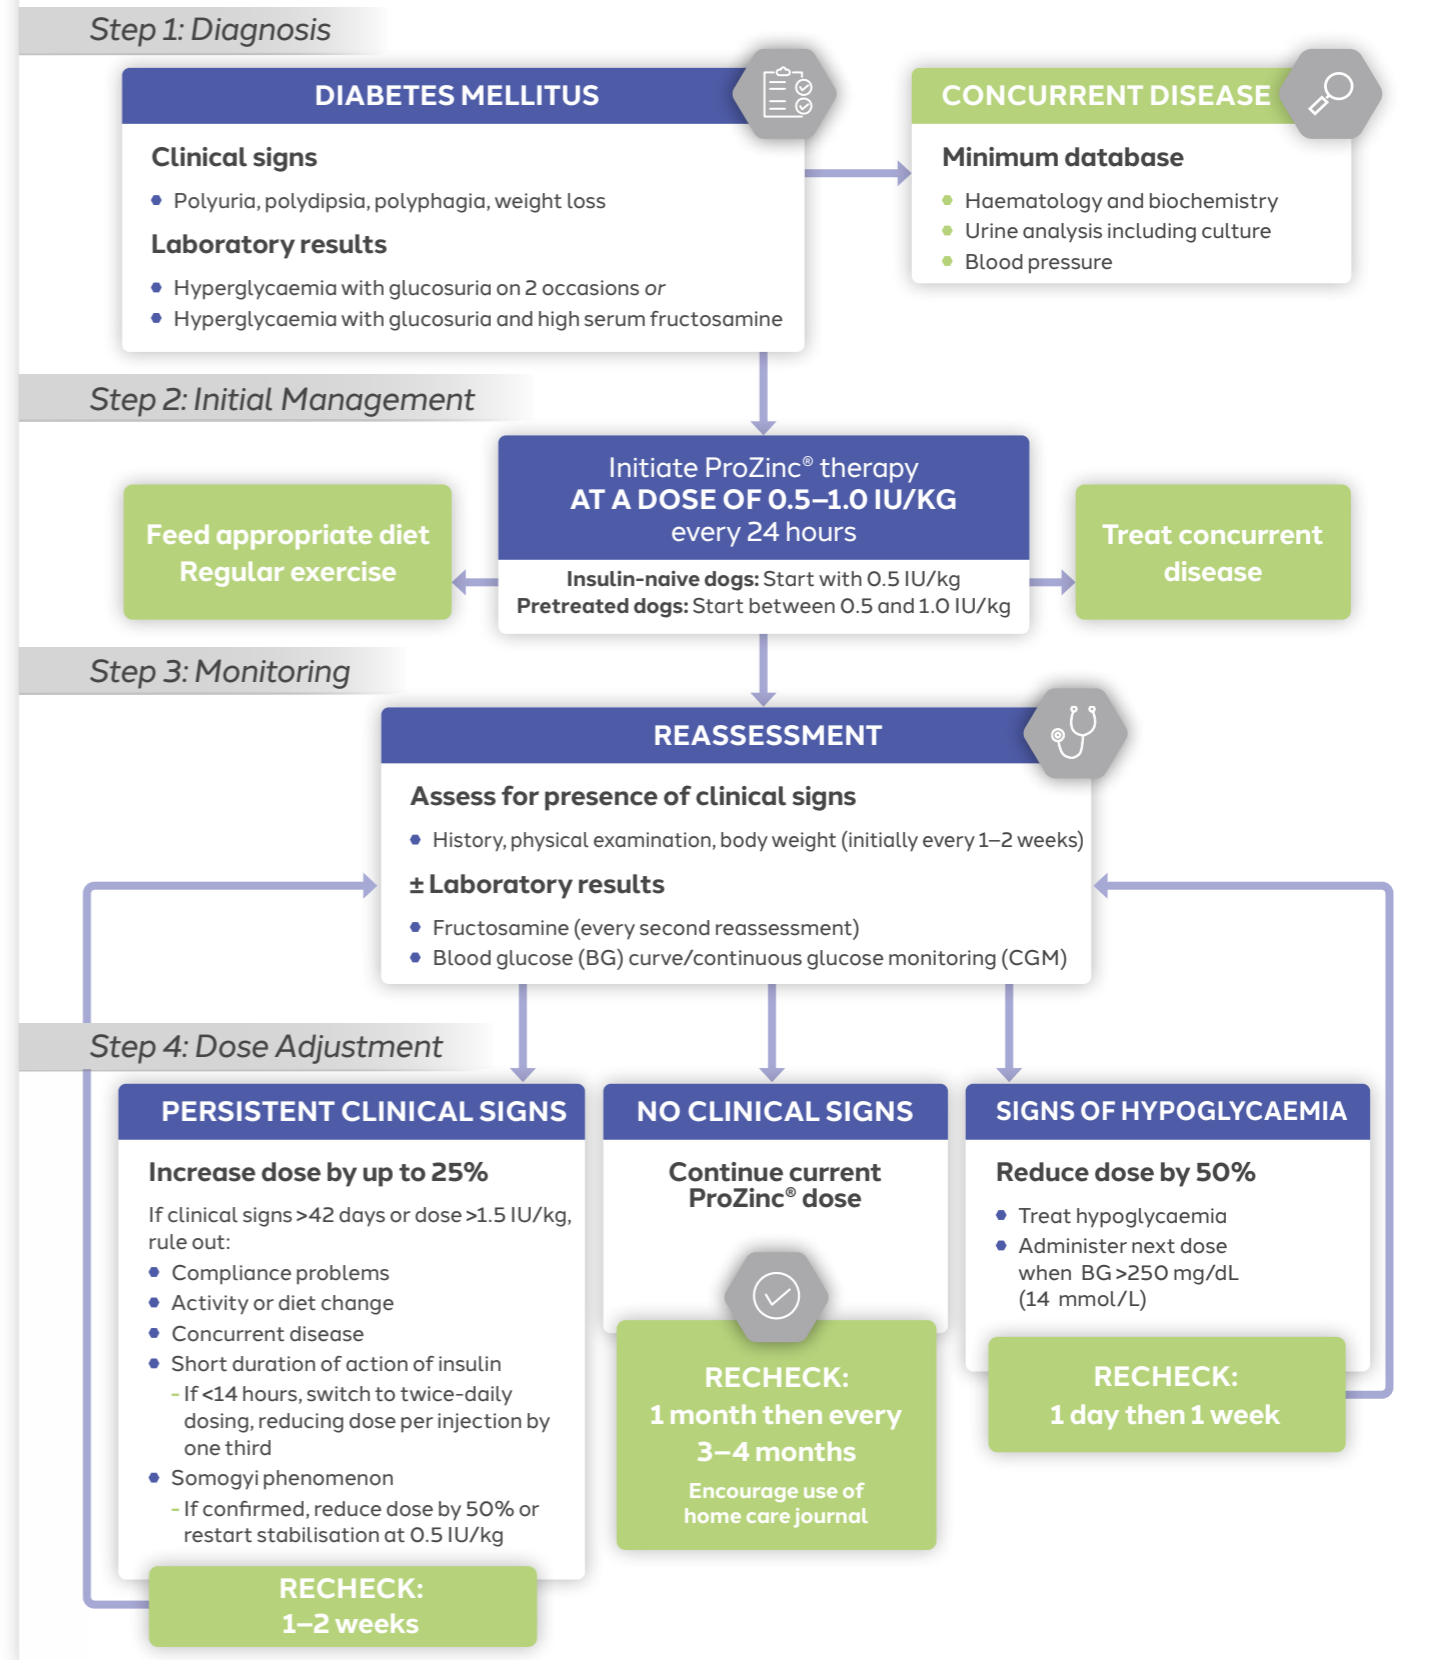 Step 1: Diagnosis
DIABETES MELLITUS
Clinical signs
Polyuria, polydipsia, polyphagia, weight loss
Laboratory results
Hyperglycaemia with glucosuria on 2 occasions or
Hyperglycaemia with glucosuria and high serum fructosamine
CONCURRENT DISEASE
Minimum database
Haematology and biochemistry
Urine analysis including culture
Blood pressure
Step 2: Initial Management
Feed appropriate diet
Regular exercise
Initiate ProZinc® therapy
AT A DOSE OF 0.5–1.0 IU/KG
every 24 hours
Insulin-naive dogs: Start with 0.5 IU/kg
Pretreated dogs: Start between 0.5 and 1.0 IU/kg
Treat concurrent
disease
Step 3: Monitoring
REASSESSMENT
Assess for presence of clinical signs
History, physical examination, body weight (initially every 1–2 weeks)
± Laboratory results
Fructosamine (every second reassessment)
Blood glucose (BG) curve/continuous glucose monitoring (CGM)
Step 4: Dose Adjustment
PERSISTENT CLINICAL SIGNS
Increase dose by up to 25%
If clinical signs >42 days or dose >1.5 IU/kg,
rule out:
Compliance problems
Activity or diet change
Concurrent disease
Short duration of action of insulin
- If <14 hours, switch to twice-daily
dosing, reducing dose per injection by
one third
Somogyi phenomenon
- If confirmed, reduce dose by 50% or
restart stabilisation at 0.5 IU/kg
RECHECK:
1–2 weeks
NO CLINICAL SIGNS
Continue current
ProZinc® dose
RECHECK:
1 month then every
3–4 months
Encourage use of
home care journal
SIGNS OF HYPOGLYCAEMIA
Reduce dose by 50%
Treat hypoglycaemia
Administer next dose
when BG >250 mg/dL
(14 mmol/L)
RECHECK:
1 day then 1 week